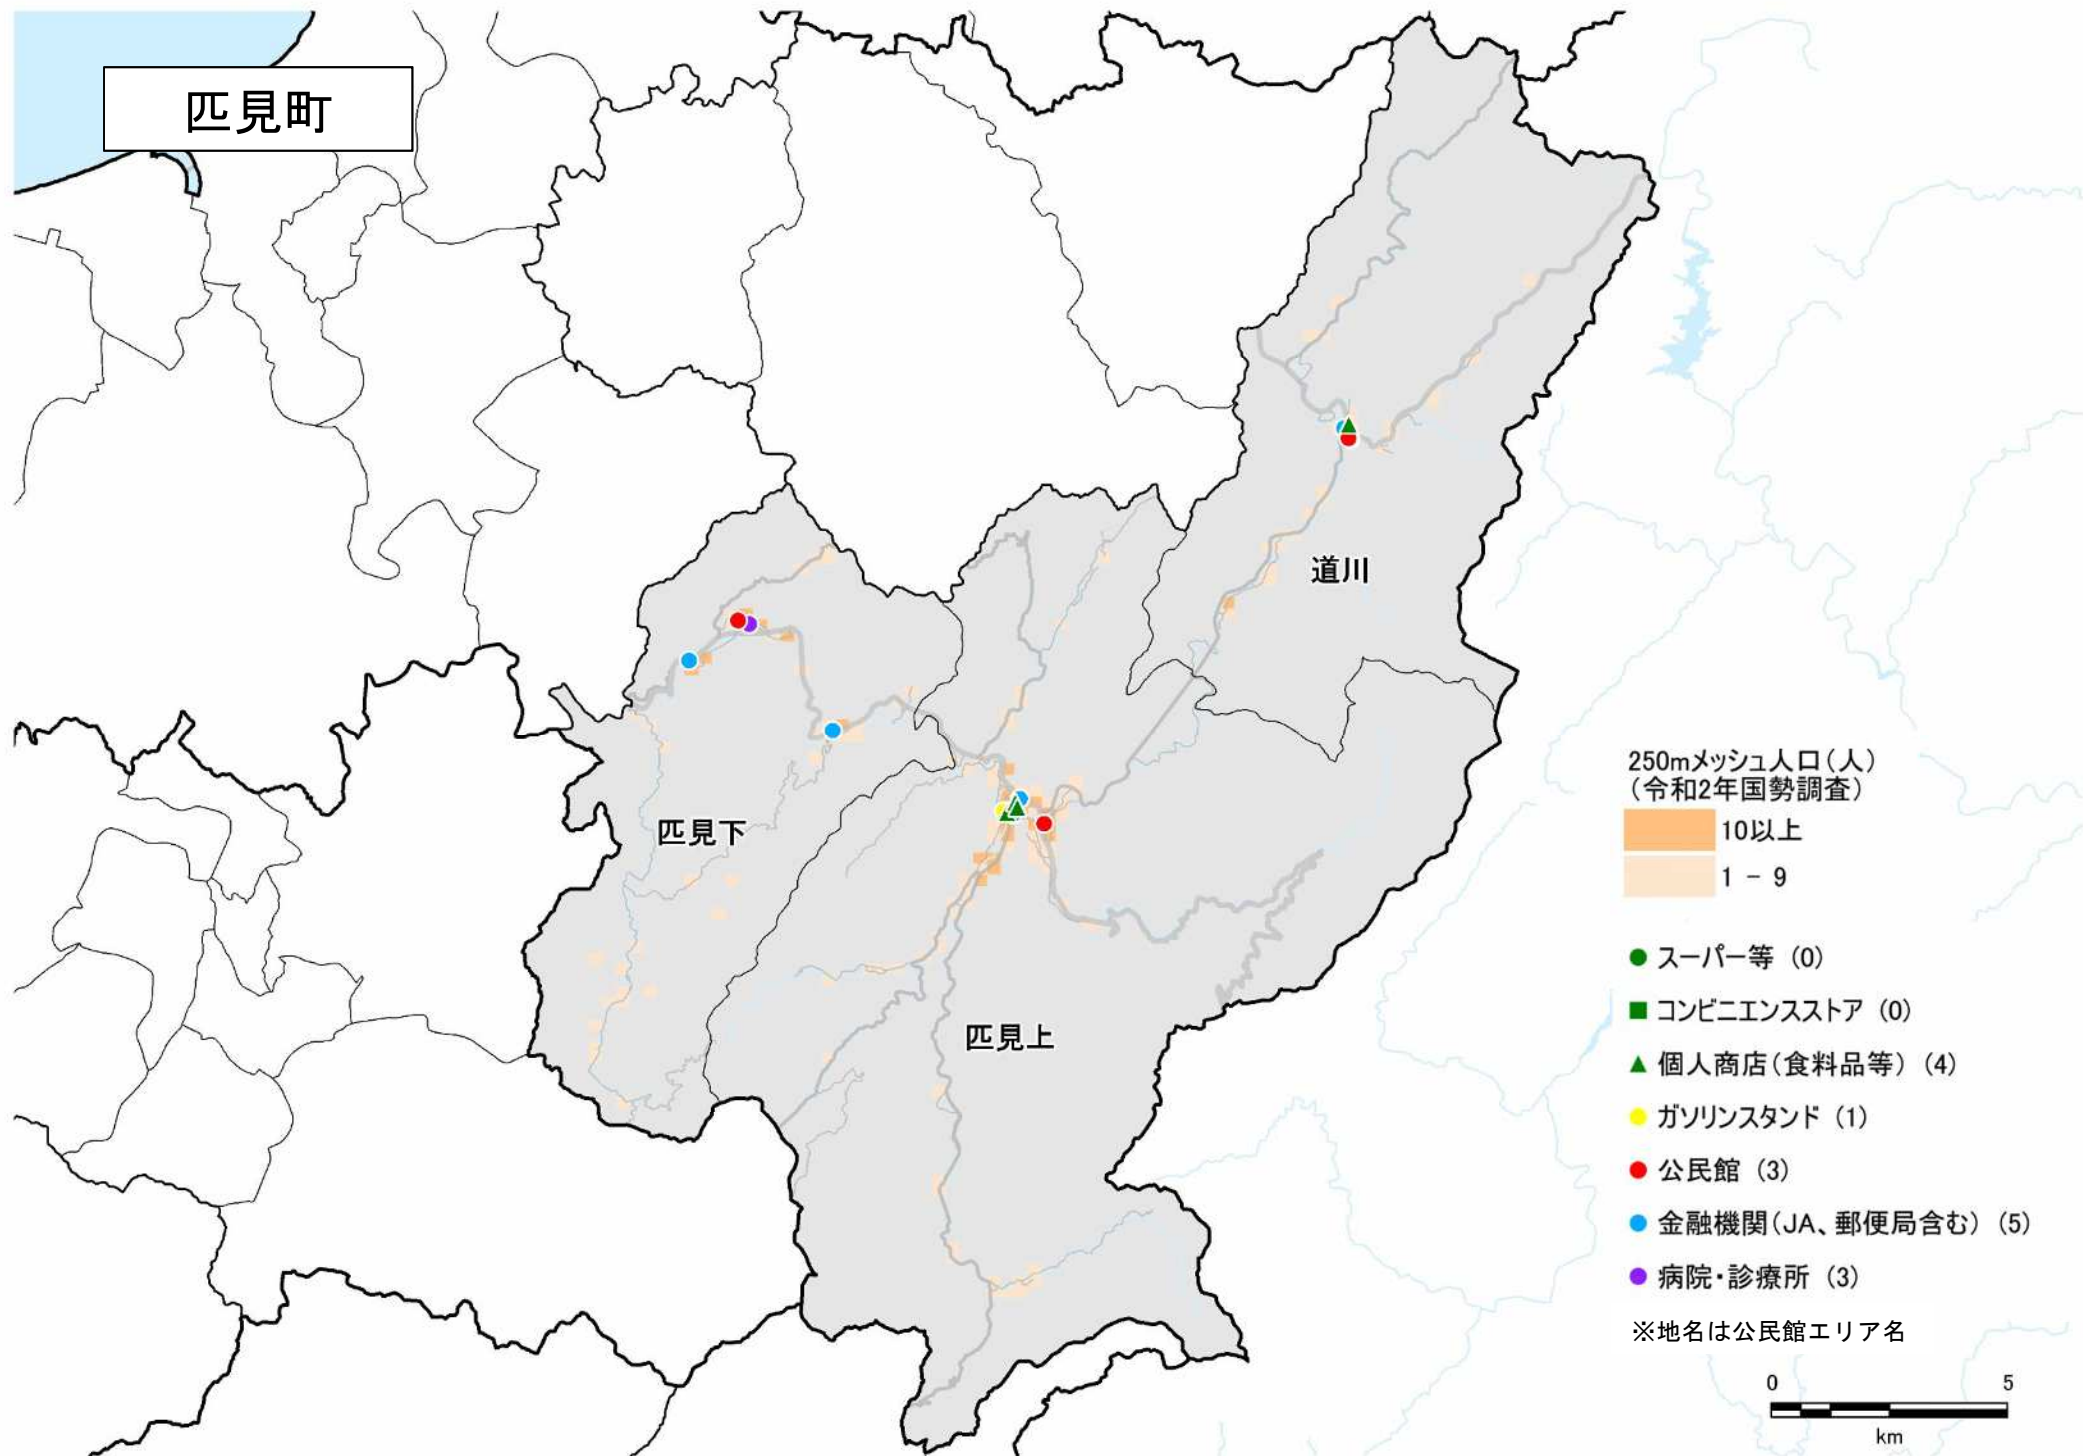 匹見町
道川
匹見下
匹見上
250mメッシュ人口(人)
(令和2年国勢調査)
10以上
1 - 9
スーパー等 (0)
コンビニエンスストア (0)
個人商店(食料品等) (4)
ガソリンスタンド (1)
公民館 (3)
金融機関(JA、郵便局含む) (5)
病院・診療所 (3)
※地名は公民館エリア名
0 5
km